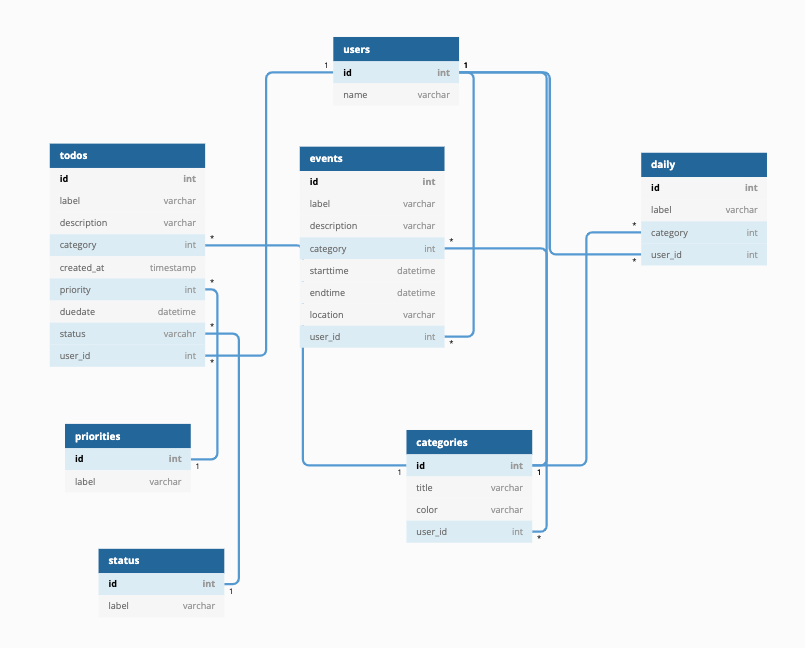 users
1
id int
1
name varchar
todos
id int
label varchar
description varchar
category int
*
created_at timestamp
priority int
*
duedate datetime
status varcahr
*
user_id int
*
events
id int
label varchar
description varchar
category int
*
starttime datetime
endtime datetime
location varchar
user_id int
*
daily
id int
label varchar
*
category int
user_id int
*
priorities
id int
1
label varchar
categories
id int
1
1
title varchar
color varchar
user_id int
*
status
id int
1
label varchar